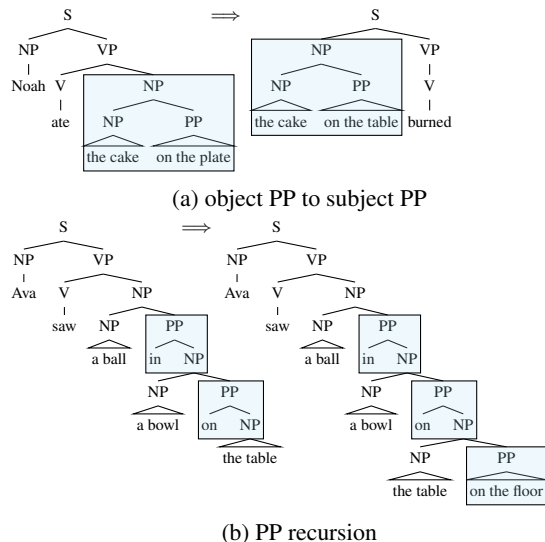 S ⟹ S
NP VP NP VP
Noah V NP NP PP V
ate NP PP the cake on the table burned
the cake on the plate
(a) object PP to subject PP
S ⟹ S
NP VP NP VP
Ava V NP Ava V NP
saw NP PP saw NP PP
a ball in NP a ball in NP
NP PP NP PP
a bowl on NP a bowl on NP
the table NP PP
the table on the floor
(b) PP recursion